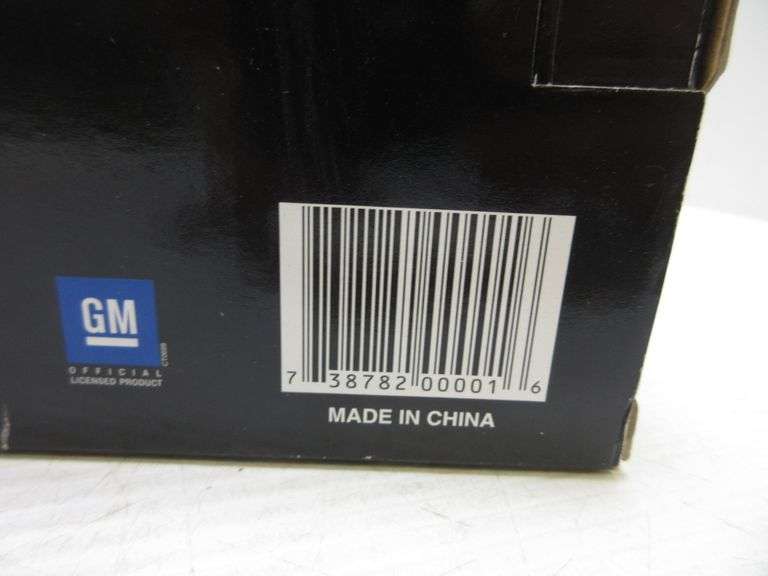 GM
OFFICIAL
LICENSED PRODUCT
7 38782 00001 6
MADE IN CHINA